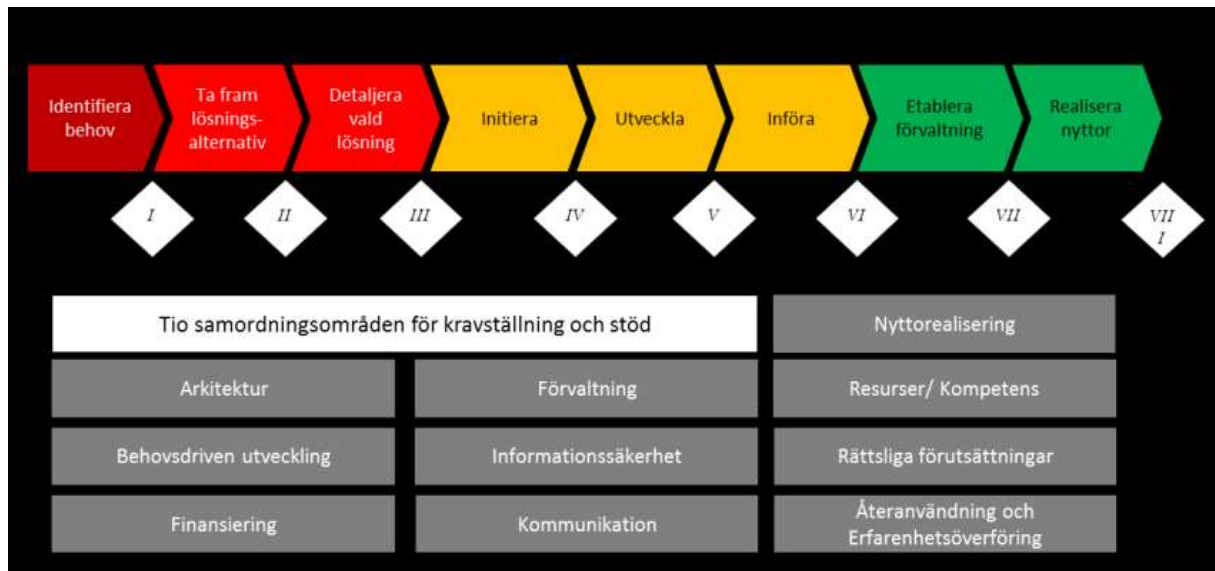 Identifiera
behov
Ta fram
lösnings-
alternativ
Detaljera
vald
lösning
Initiera
Utveckla
Införa
Etablera
förvaltning
Realisera
nyttor
I
II
III
IV
V
VI
VII
VII
I
Tio samordningsområden för kravställning och stöd
Nyttorealisering
Arkitektur
Förvaltning
Resurser/ Kompetens
Behovsdriven utveckling
Informationssäkerhet
Rättsliga förutsättningar
Finansiering
Kommunikation
Återanvändning och
Erfarenhetsöverföring